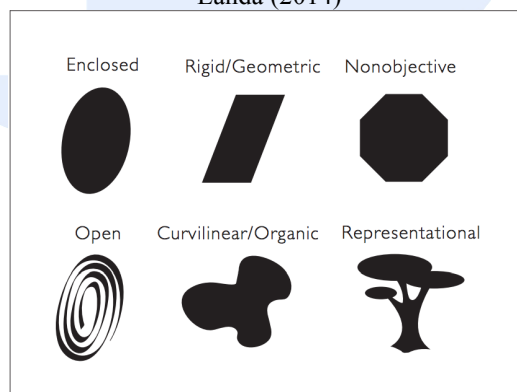 Landa (2014)
Enclosed Rigid/Geometric Nonobjective
Open Curvilinear/Organic Representational